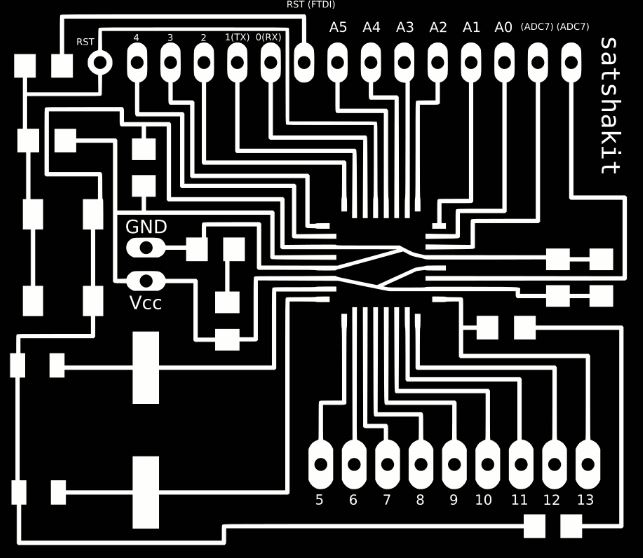 RST (FTDI)
RST 4 3 2 1(TX) 0(RX) A5 A4 A3 A2 A1 A0 (ADC7) (ADC7)
satshakit
GND
Vcc
5 6 7 8 9 10 11 12 13